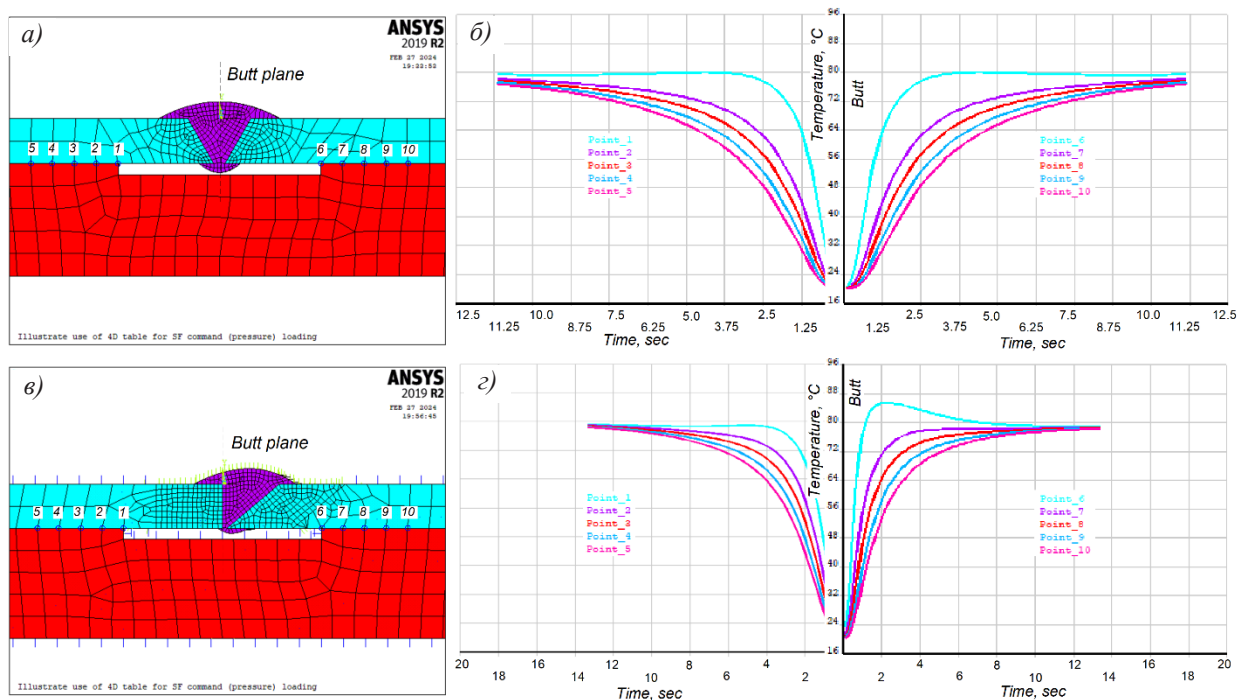 а)
ANSYS
2019 R2
FEB 27 2024
19:33:53
Butt plane
5 4 3 2 1 6 7 8 9 10
Illustrate use of 4D table for SF command (pressure) loading
б)
Temperature, °C
Butt
96
88
80
72
64
56
48
40
32
24
16
Point_1
Point_2
Point_3
Point_4
Point_5
Point_6
Point_7
Point_8
Point_9
Point_10
12.5 10.0 7.5 5.0 2.5 2.5 5.0 7.5 10.0 12.5
11.25 8.75 6.25 3.75 1.25 1.25 3.75 6.25 8.75 11.25
Time, sec Time, sec
в)
ANSYS
2019 R2
FEB 27 2024
19:56:45
Butt plane
5 4 3 2 1 6 7 8 9 10
Illustrate use of 4D table for SF command (pressure) loading
г)
Temperature, °C
Butt
96
88
80
72
64
56
48
40
32
24
16
Point_1
Point_2
Point_3
Point_4
Point_5
Point_6
Point_7
Point_8
Point_9
Point_10
20 16 12 8 4 4 8 12 16 20
18 14 10 6 2 2 6 10 14 18
Time, sec Time, sec